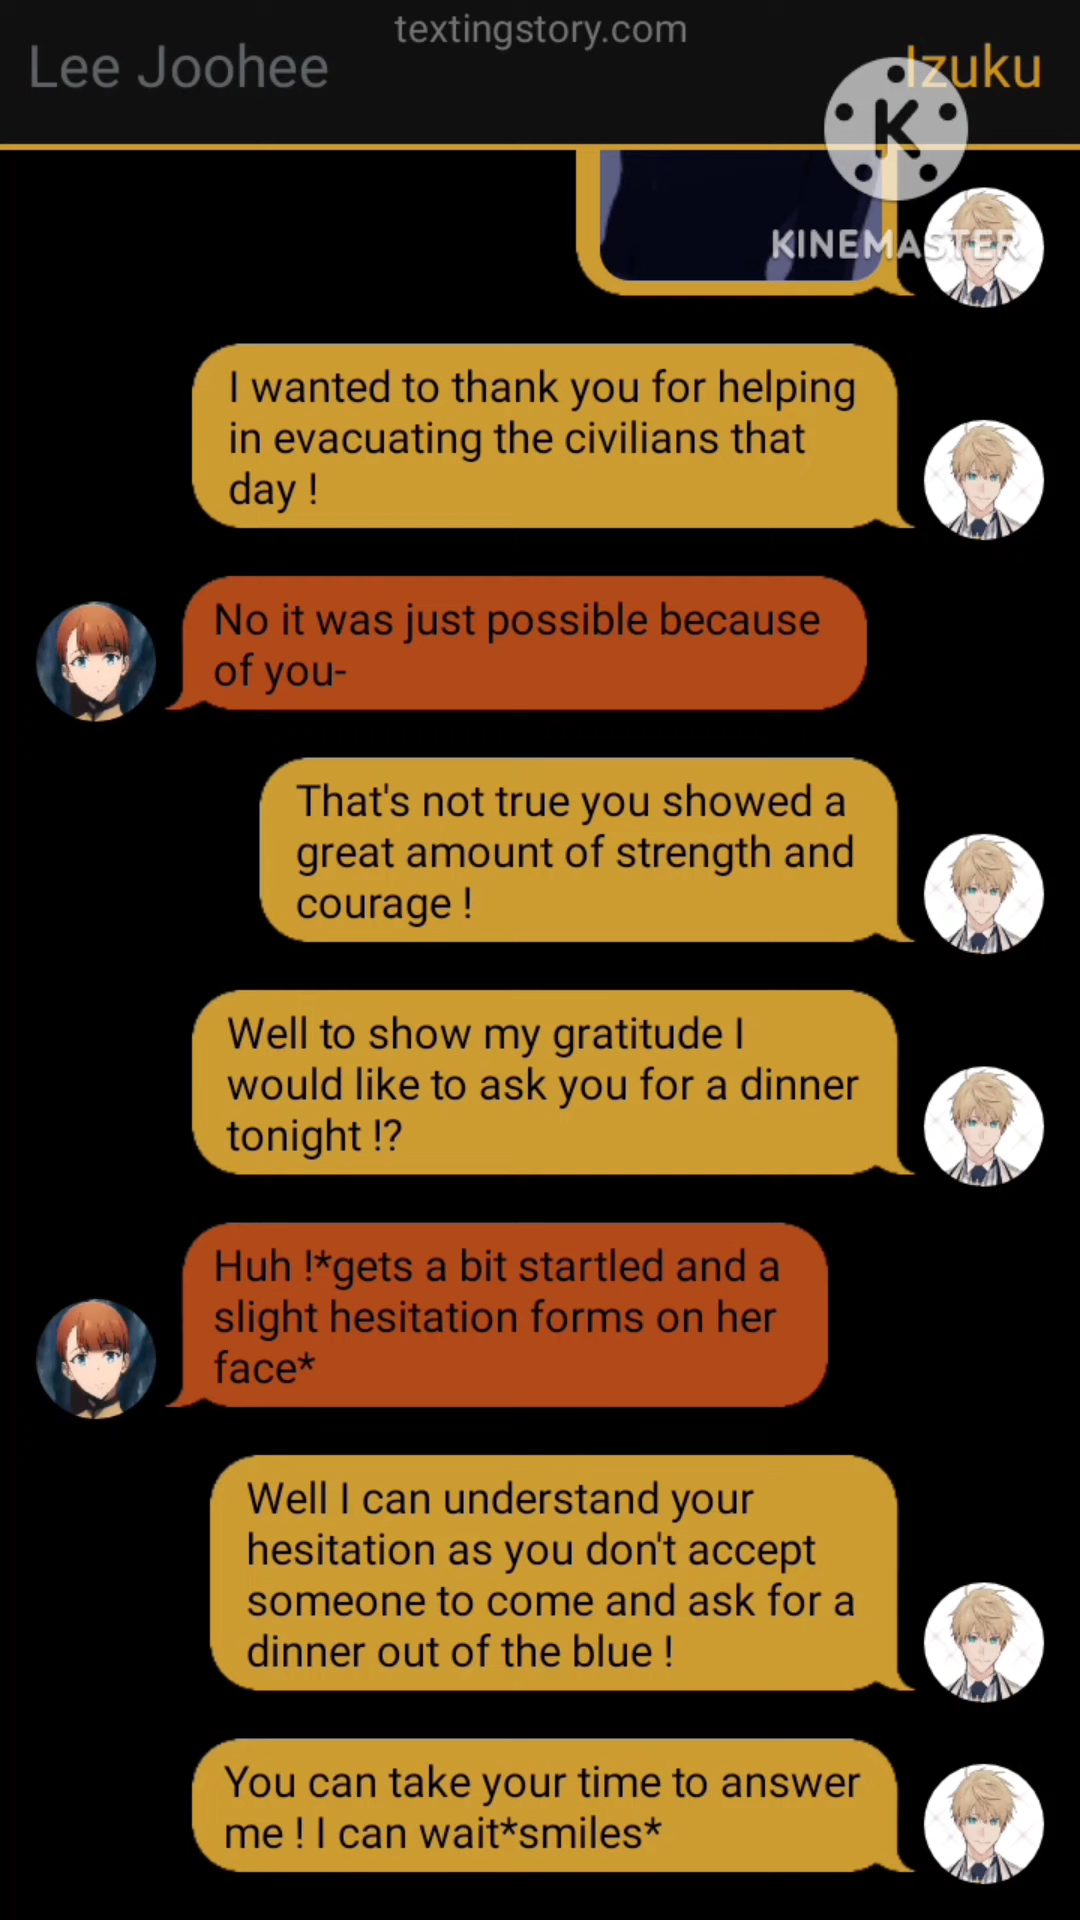 textingstory.com
Lee Joohee
Izuku
K
KINEMASTER
I wanted to thank you for helping
in evacuating the civilians that
day !
No it was just possible because
of you-
That's not true you showed a
great amount of strength and
courage !
Well to show my gratitude I
would like to ask you for a dinner
tonight !?
Huh !*gets a bit startled and a
slight hesitation forms on her
face*
Well I can understand your
hesitation as you don't accept
someone to come and ask for a
dinner out of the blue !
You can take your time to answer
me ! I can wait*smiles*